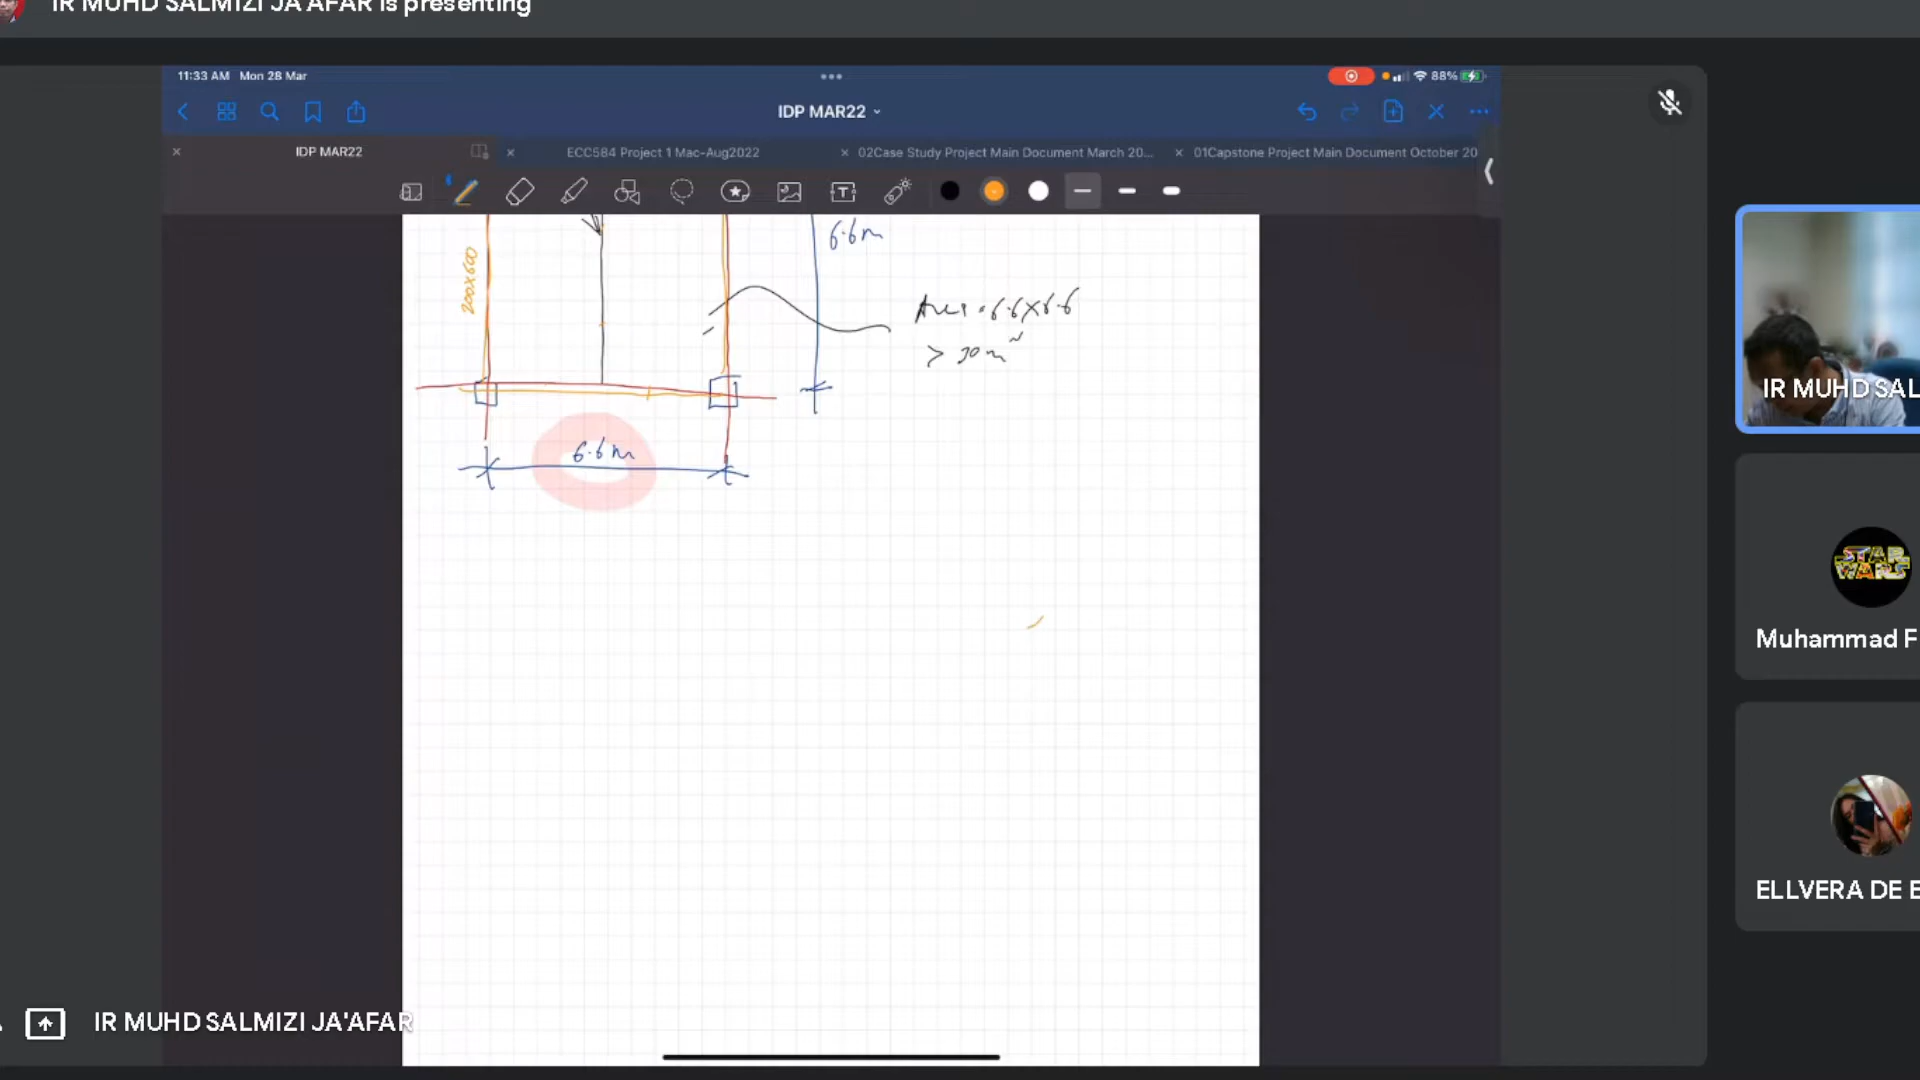 IR MUHD SALMIZI JA'AFAR is presenting
11:33 AM Mon 28 Mar
88%
IDP MAR22
IDP MAR22
ECC584 Project 1 Mac-Aug2022
02Case Study Project Main Document March 20...
01Capstone Project Main Document October 20
T
200x600
6.6m
Area = 6.6x6.6
> 30m²
6.6m
IR MUHD SAL
STAR
WARS
Muhammad F
ELLVERA DE E
IR MUHD SALMIZI JA'AFAR